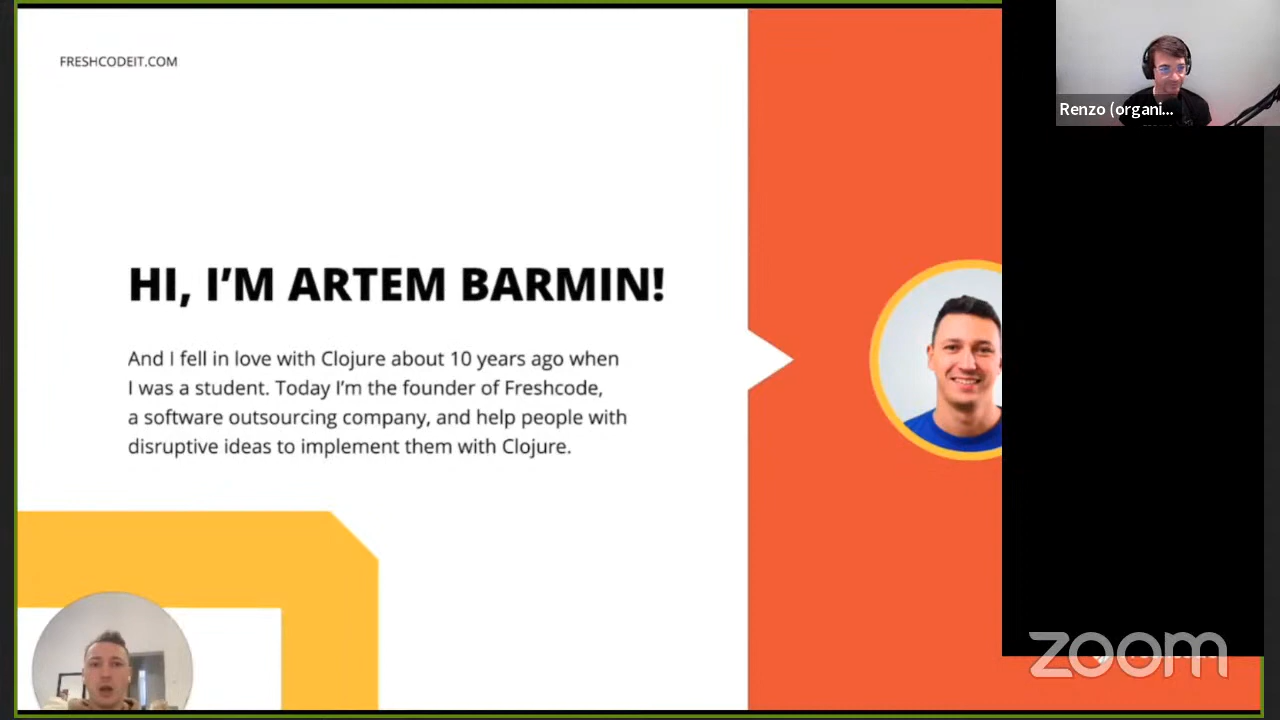 FRESHCODEIT.COM
Renzo (organi...
HI, I'M ARTEM BARMIN!
And I fell in love with Clojure about 10 years ago when
I was a student. Today I'm the founder of Freshcode,
a software outsourcing company, and help people with
disruptive ideas to implement them with Clojure.
zoom